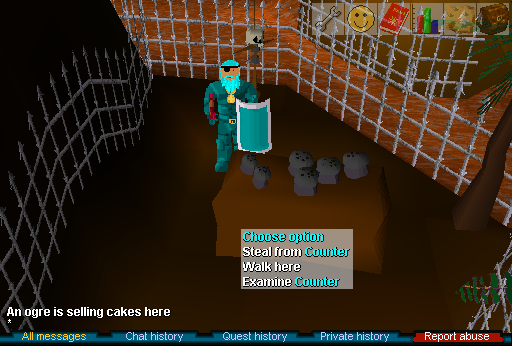 Choose option
Steal from Counter
Walk here
Examine Counter
An ogre is selling cakes here
*
All messages
Chat history
Quest history
Private history
Report abuse